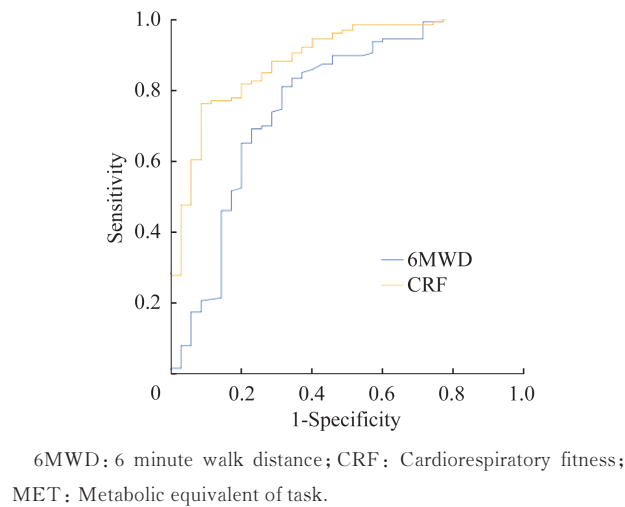 1.0
0.8
0.6
0.4
0.2
Sensitivity
6MWD
CRF
0 0.2 0.4 0.6 0.8 1.0
1-Specificity
6MWD: 6 minute walk distance; CRF: Cardiorespiratory fitness;
MET: Metabolic equivalent of task.